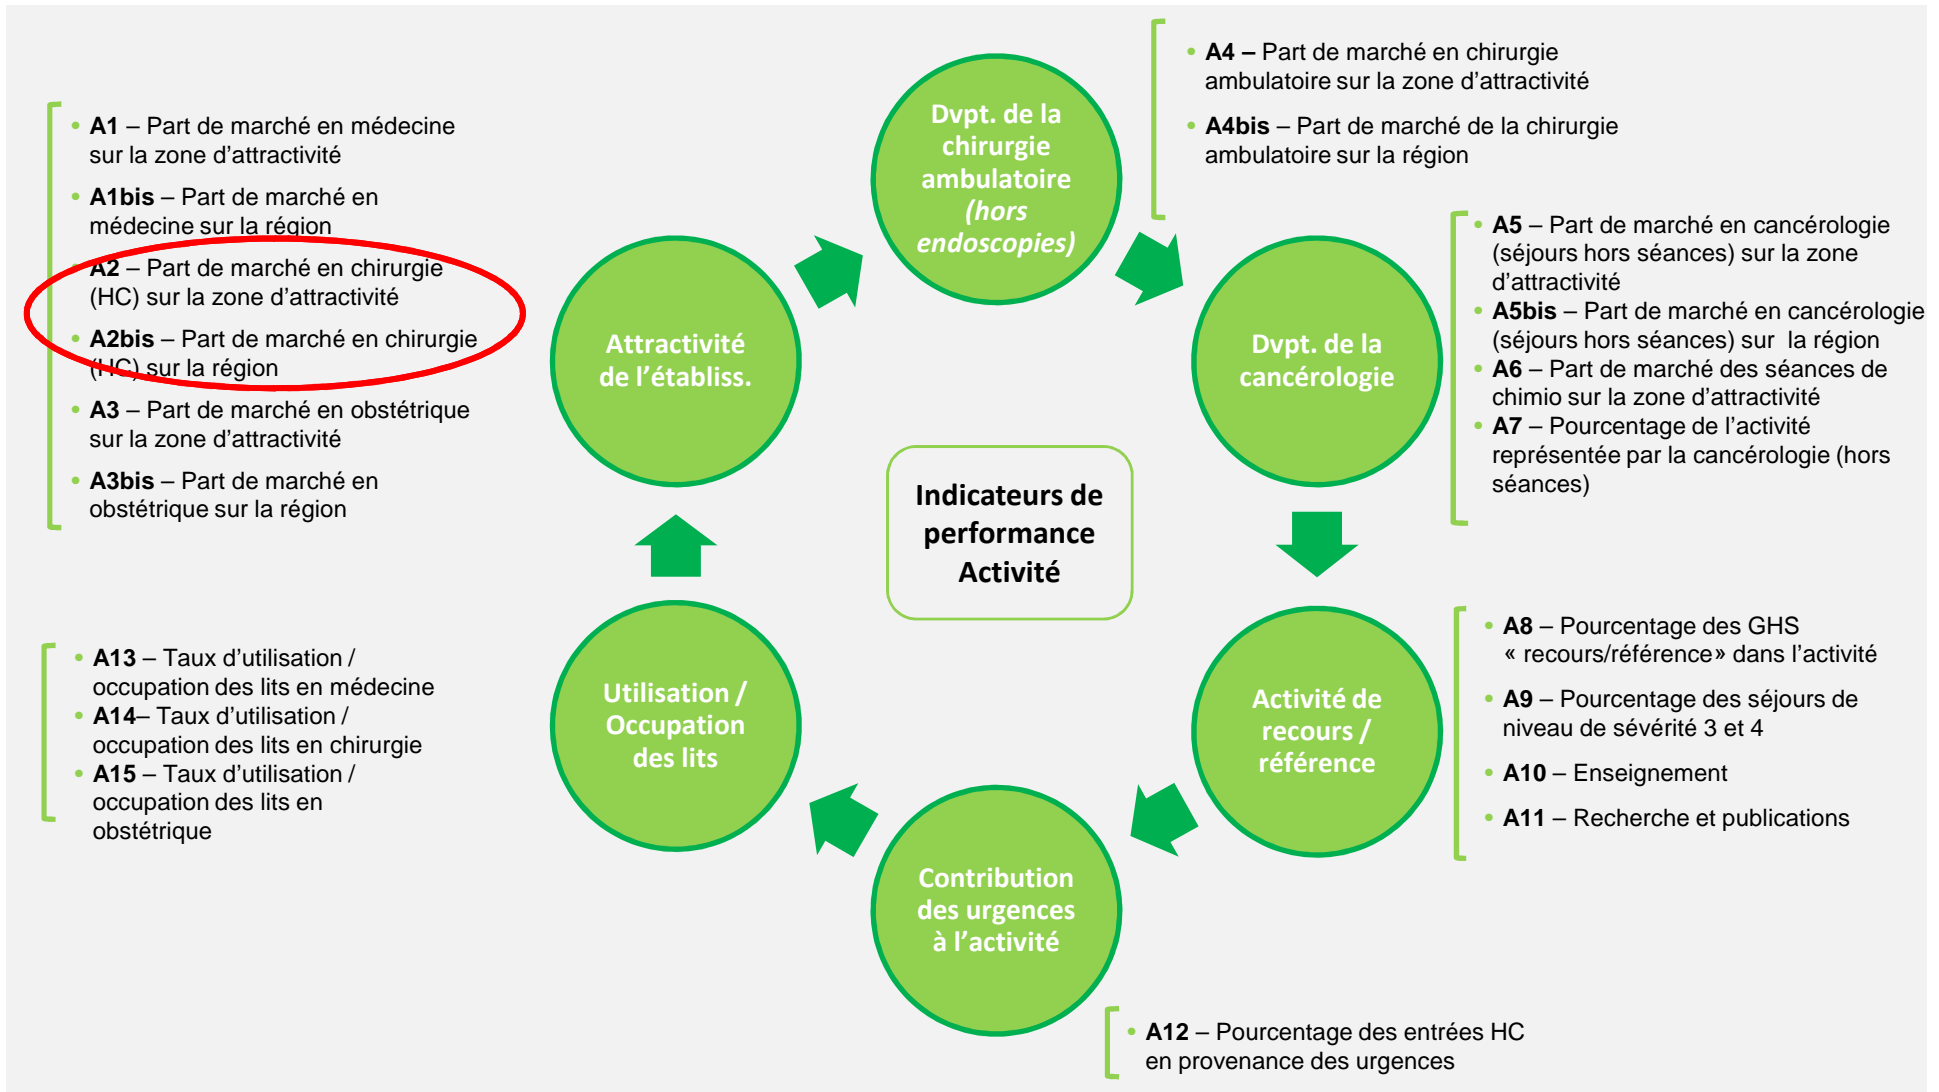 • A1 – Part de marché en médecine
sur la zone d’attractivité
• A1bis – Part de marché en
médecine sur la région
• A2 – Part de marché en chirurgie
(HC) sur la zone d’attractivité
• A2bis – Part de marché en chirurgie
(HC) sur la région
• A3 – Part de marché en obstétrique
sur la zone d’attractivité
• A3bis – Part de marché en
obstétrique sur la région
Attractivité
de l’établiss.
Dvpt. de la
chirurgie
ambulatoire
(hors
endoscopies)
• A4 – Part de marché en chirurgie
ambulatoire sur la zone d’attractivité
• A4bis – Part de marché de la chirurgie
ambulatoire sur la région
Dvpt. de la
cancérologie
• A5 – Part de marché en cancérologie
(séjours hors séances) sur la zone
d’attractivité
• A5bis – Part de marché en cancérologie
(séjours hors séances) sur  la région
• A6 – Part de marché des séances de
chimio sur la zone d’attractivité
• A7 – Pourcentage de l’activité
représentée par la cancérologie (hors
séances)
Indicateurs de
performance
Activité
Activité de
recours /
référence
• A8 – Pourcentage des GHS
« recours/référence» dans l’activité
• A9 – Pourcentage des séjours de
niveau de sévérité 3 et 4
• A10 – Enseignement
• A11 – Recherche et publications
Contribution
des urgences
à l’activité
• A12 – Pourcentage des entrées HC
en provenance des urgences
Utilisation /
Occupation
des lits
• A13 – Taux d’utilisation /
occupation des lits en médecine
• A14– Taux d’utilisation /
occupation des lits en chirurgie
• A15 – Taux d’utilisation /
occupation des lits en
obstétrique